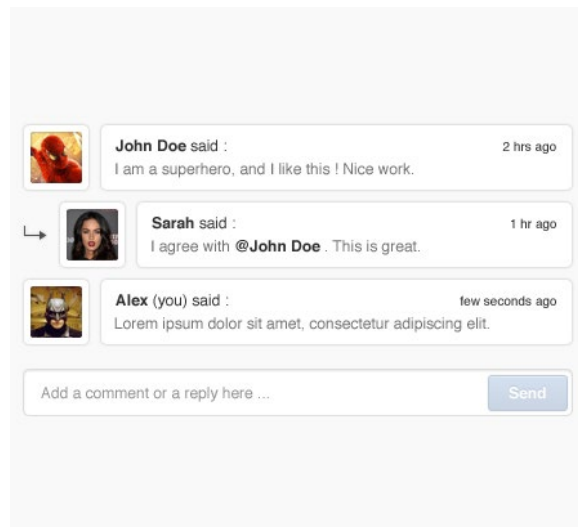 John Doe said : 2 hrs ago
I am a superhero, and I like this ! Nice work.
Sarah said : 1 hr ago
I agree with @John Doe . This is great.
Alex (you) said : few seconds ago
Lorem ipsum dolor sit amet, consectetur adipiscing elit.
Add a comment or a reply here ... Send